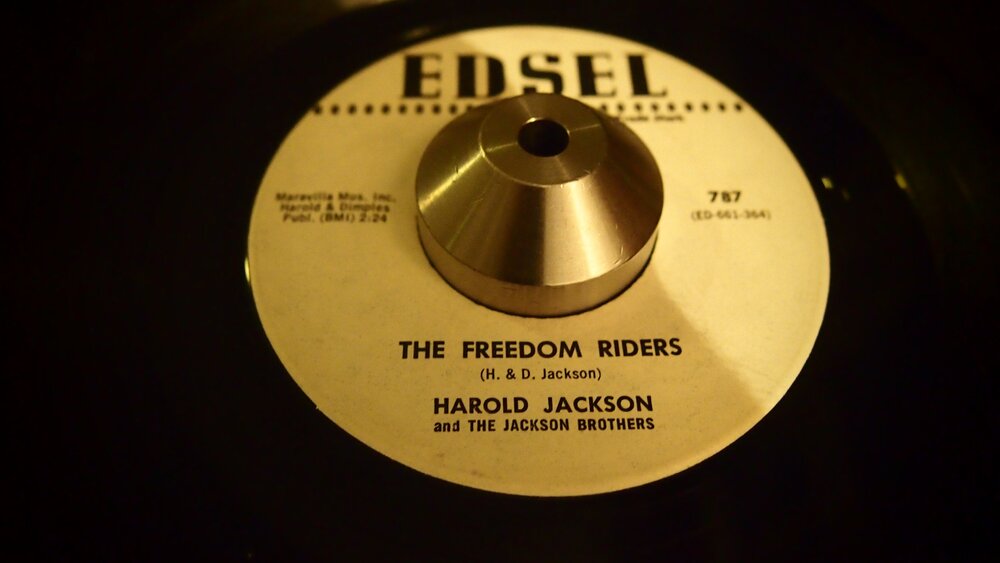 EDSEL
Maravilla Mus. Inc.
Harold & Dimples
Publ. (BMI) 2:24
787
(ED-661-364)
THE FREEDOM RIDERS
(H. & D. Jackson)
HAROLD JACKSON
and THE JACKSON BROTHERS